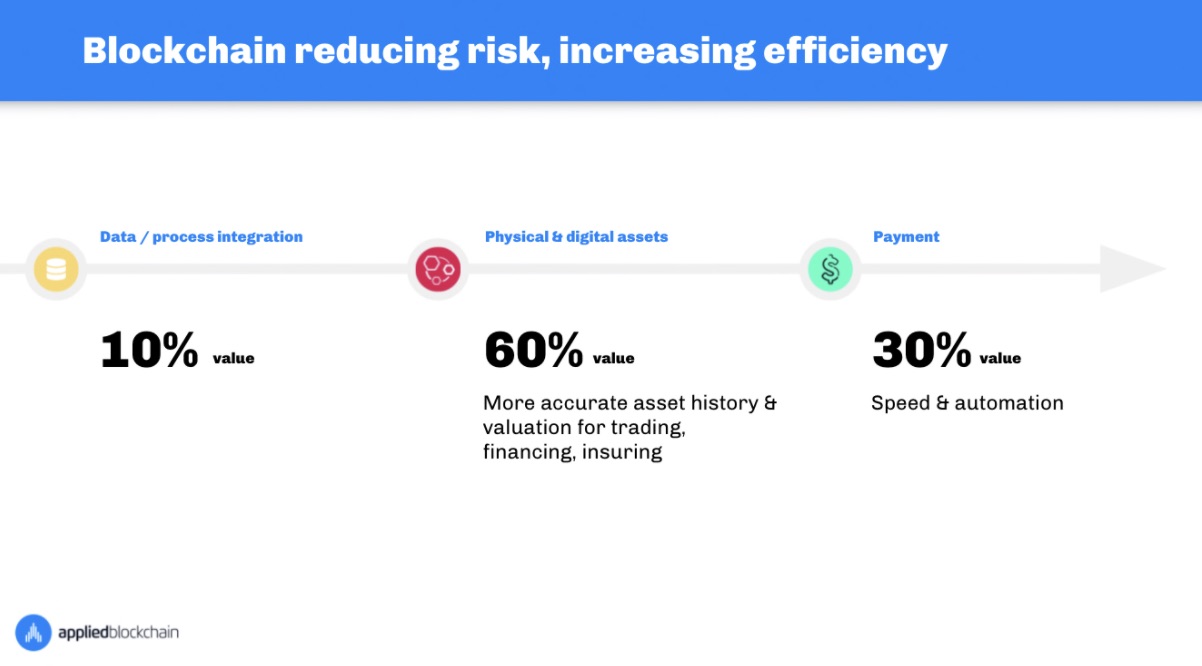 Blockchain reducing risk, increasing efficiency
Data / process integration
10% value
Physical & digital assets
60% value
More accurate asset history &
valuation for trading,
financing, insuring
Payment
30% value
Speed & automation
appliedblockchain